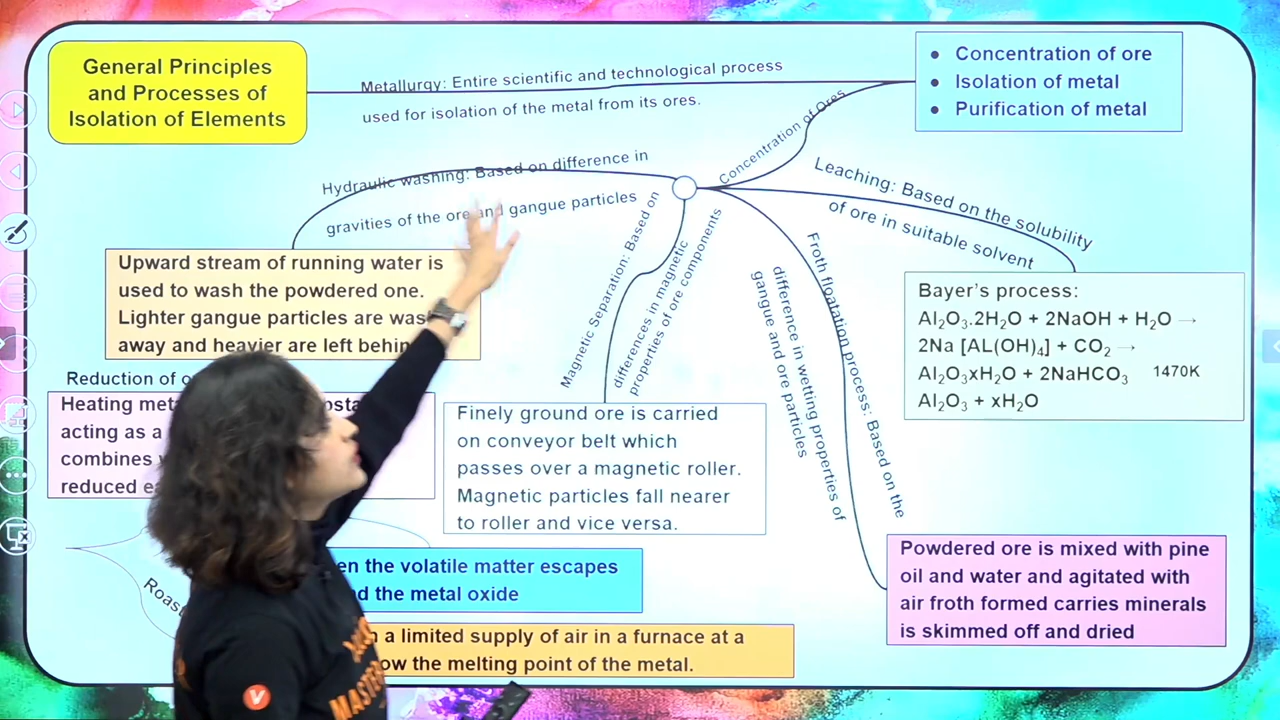 General Principles
and Processes of
Isolation of Elements
Metallurgy: Entire scientific and technological process
used for isolation of the metal from its ores.
● Concentration of ore
● Isolation of metal
● Purification of metal
Concentration of Ores
Hydraulic washing: Based on difference in
gravities of the ore and gangue particles
Upward stream of running water is
used to wash the powdered one.
Lighter gangue particles are was
away and heavier are left behin
Magnetic Separation: Based on
differences in magnetic
properties of ore components
Finely ground ore is carried
on conveyor belt which
passes over a magnetic roller.
Magnetic particles fall nearer
to roller and vice versa.
Froth floatation process: Based on the
difference in wetting properties of
gangue and ore particles
Powdered ore is mixed with pine
oil and water and agitated with
air froth formed carries minerals
is skimmed off and dried
Leaching: Based on the solubility
of ore in suitable solvent
Bayer's process:
Al₂O₃.2H₂O + 2NaOH + H₂O →
2Na [AL(OH)₄] + CO₂ →
Al₂O₃xH₂O + 2NaHCO₃ 1470K
Al₂O₃ + xH₂O
Reduction of o
Heating meta
acting as a
combines
reduced ea
Roast
en the volatile matter escapes
d the metal oxide
a limited supply of air in a furnace at a
ow the melting point of the metal.
V
MASTER